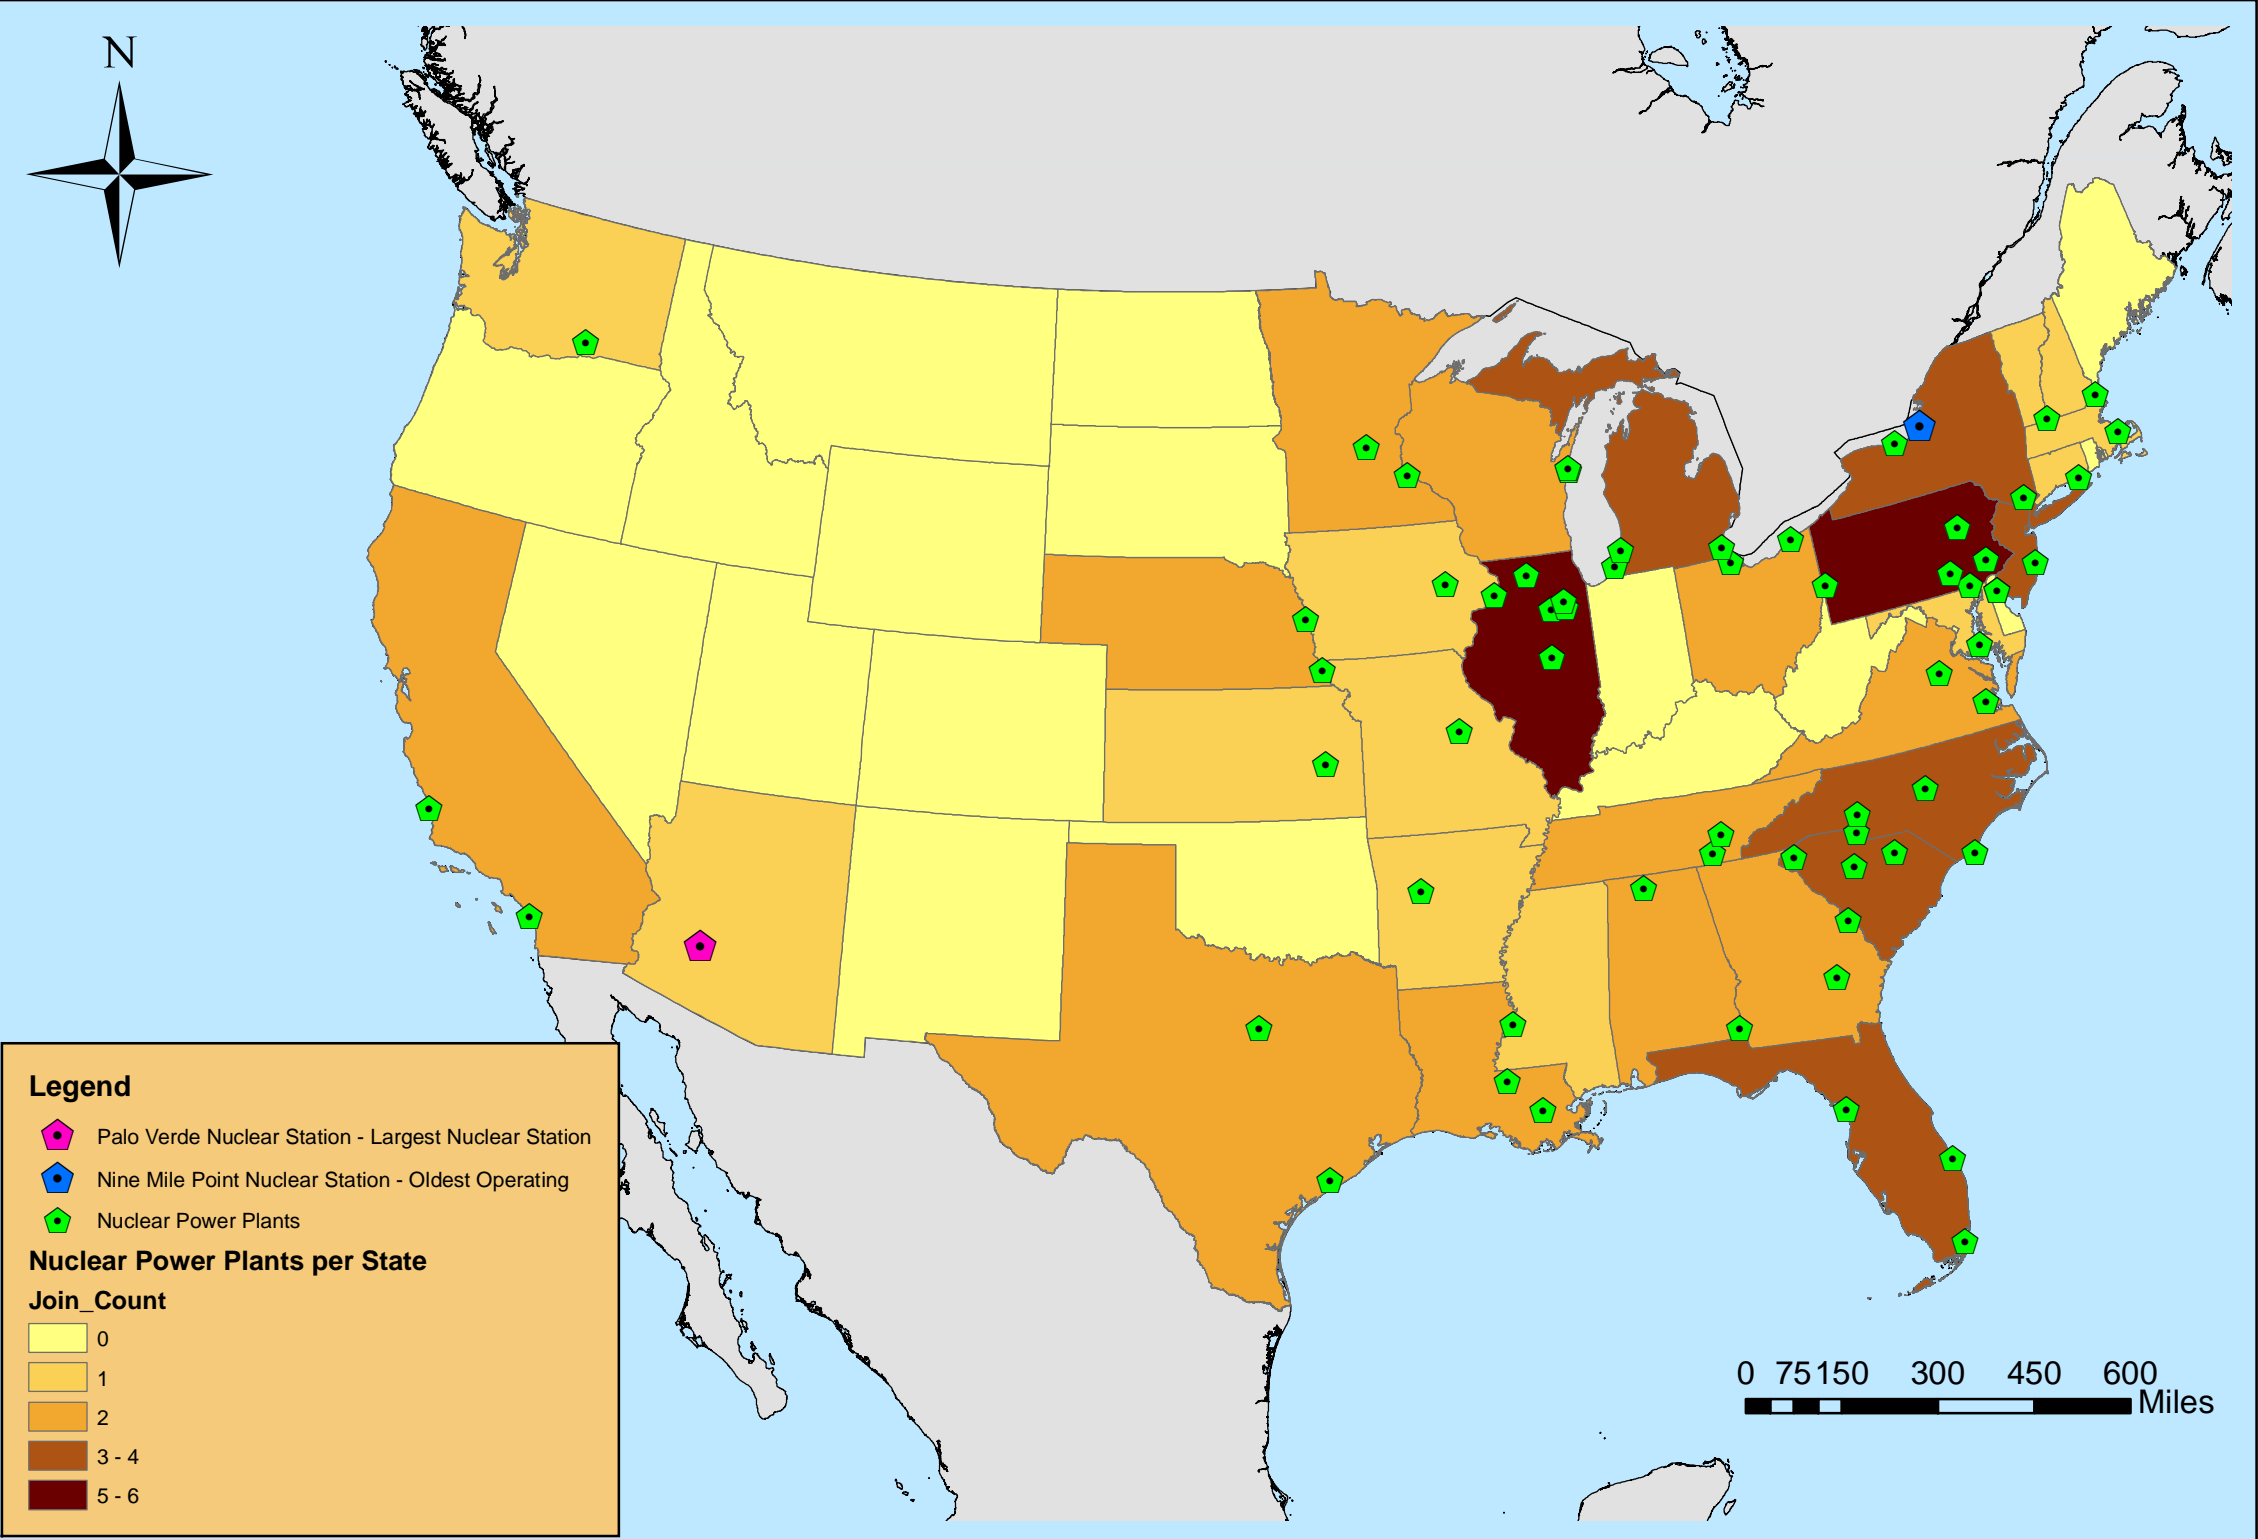 N
Legend
Palo Verde Nuclear Station - Largest Nuclear Station
Nine Mile Point Nuclear Station - Oldest Operating
Nuclear Power Plants
Nuclear Power Plants per State
Join_Count
0
1
2
3 - 4
5 - 6
0 75 150 300 450 600
Miles